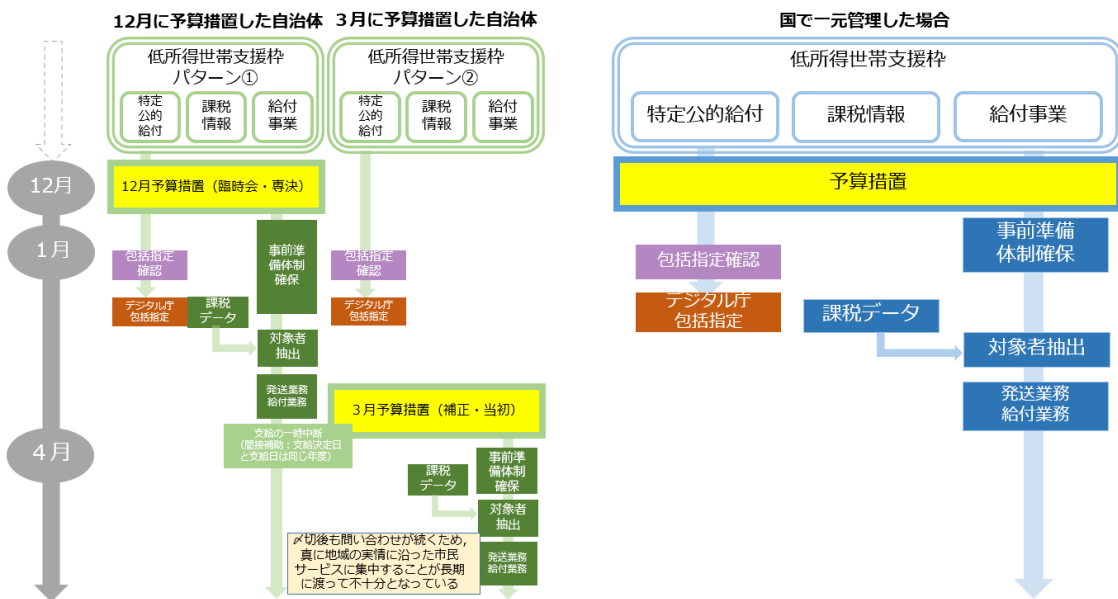 12月に予算措置した自治体
低所得世帯支援枠
パターン①
特定
公的
給付
課税
情報
給付
事業
３月に予算措置した自治体
低所得世帯支援枠
パターン②
特定
公的
給付
課税
情報
給付
事業
国で一元管理した場合
低所得世帯支援枠
特定公的給付
課税情報
給付事業
12月
1月
4月
12月予算措置（臨時会・専決）
事前準
備体制
確保
包括指定
確認
デジタル庁
包括指定
課税
データ
対象者
抽出
発送業務
給付業務
支給の一時中断
（間接補助：支給決定日
と支給日は同じ年度）
包括指定
確認
デジタル庁
包括指定
３月予算措置（補正・当初）
事前準
備体制
確保
課税
データ
対象者
抽出
発送業務
給付業務
〆切後も問い合わせが続くため，
真に地域の実情に沿った市民
サービスに集中することが長期
に渡って不十分となっている
予算措置
事前準備
体制確保
包括指定確認
デジタル庁
包括指定
課税データ
対象者抽出
発送業務
給付業務